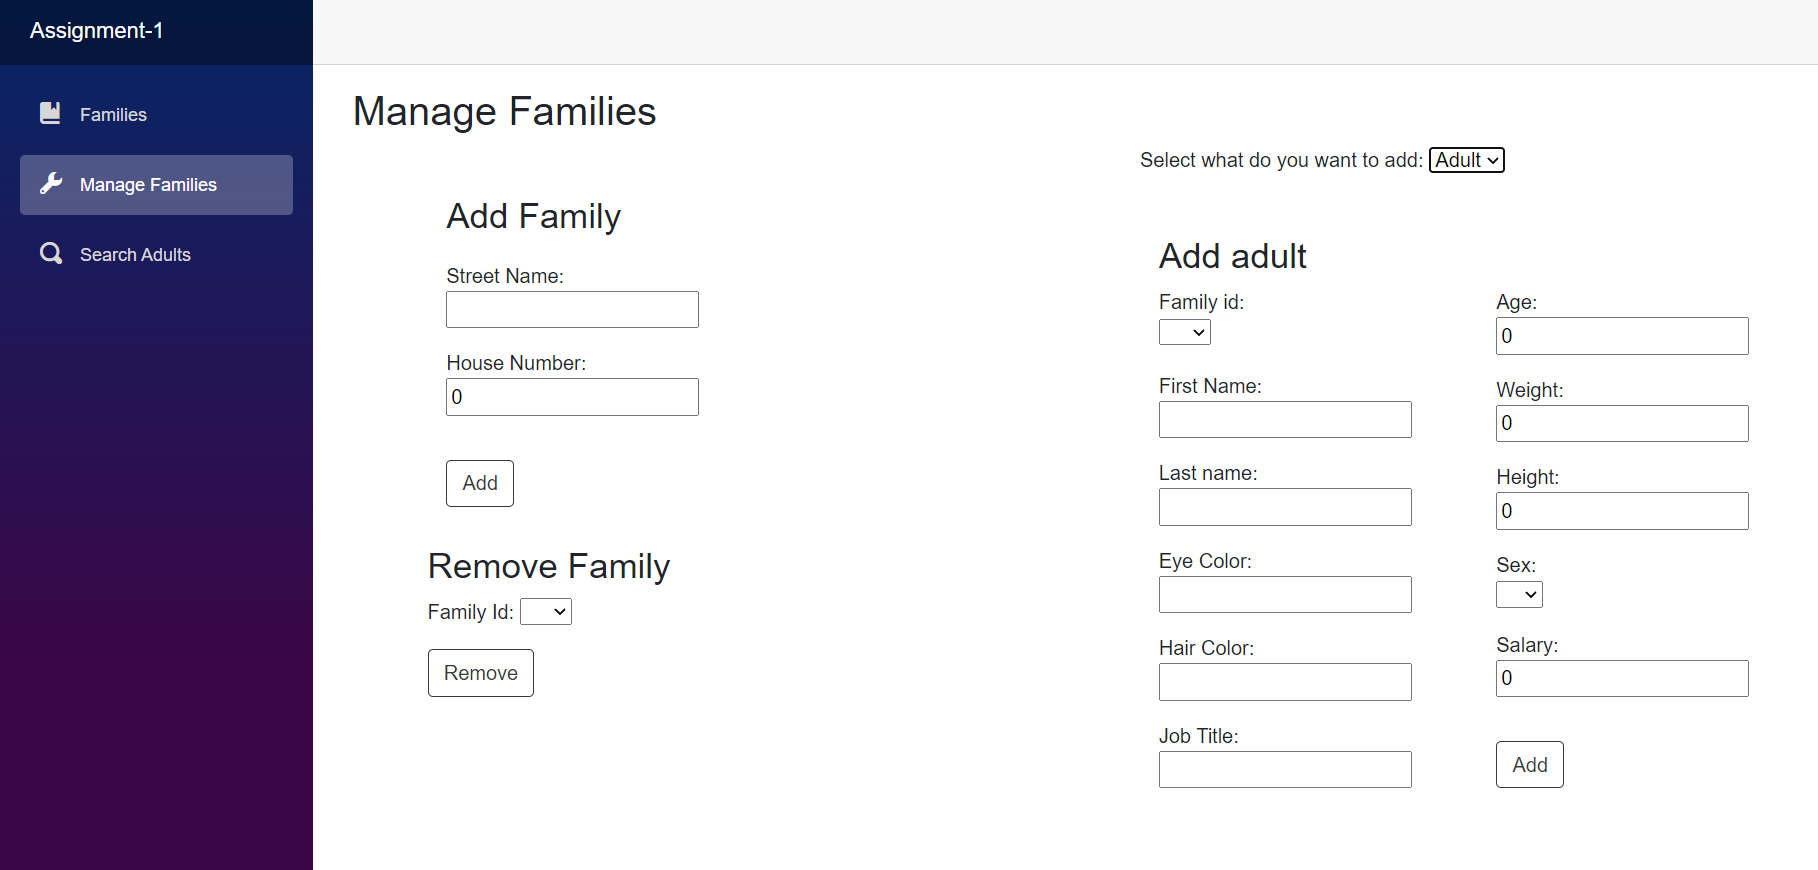 Assignment-1
Families
Manage Families
Search Adults
Manage Families
Select what do you want to add: Adult
Add Family
Street Name:
House Number:
0
Add
Remove Family
Family Id:
Remove
Add adult
Family id:
First Name:
Last name:
Eye Color:
Hair Color:
Job Title:
Age:
0
Weight:
0
Height:
0
Sex:
Salary:
0
Add